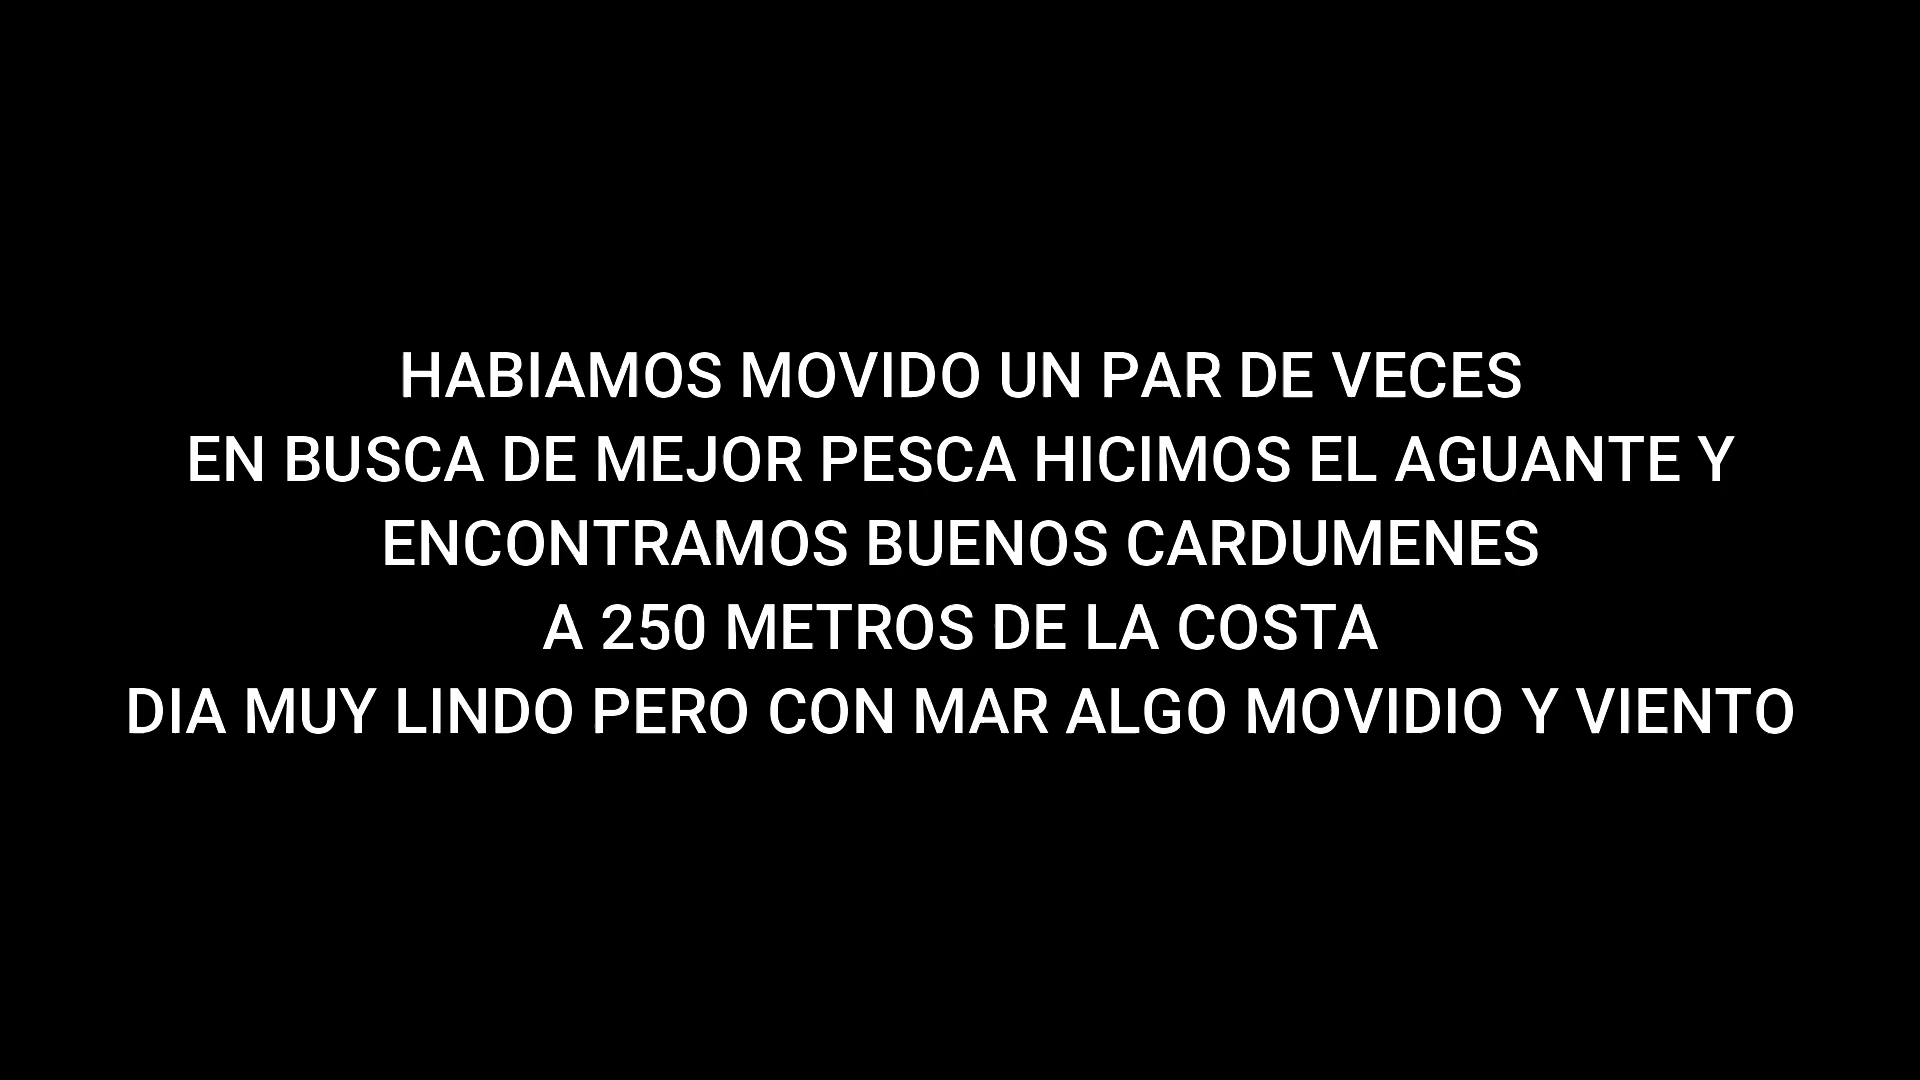 HABIAMOS MOVIDO UN PAR DE VECES
EN BUSCA DE MEJOR PESCA HICIMOS EL AGUANTE Y
ENCONTRAMOS BUENOS CARDUMENES
A 250 METROS DE LA COSTA
DIA MUY LINDO PERO CON MAR ALGO MOVIDIO Y VIENTO